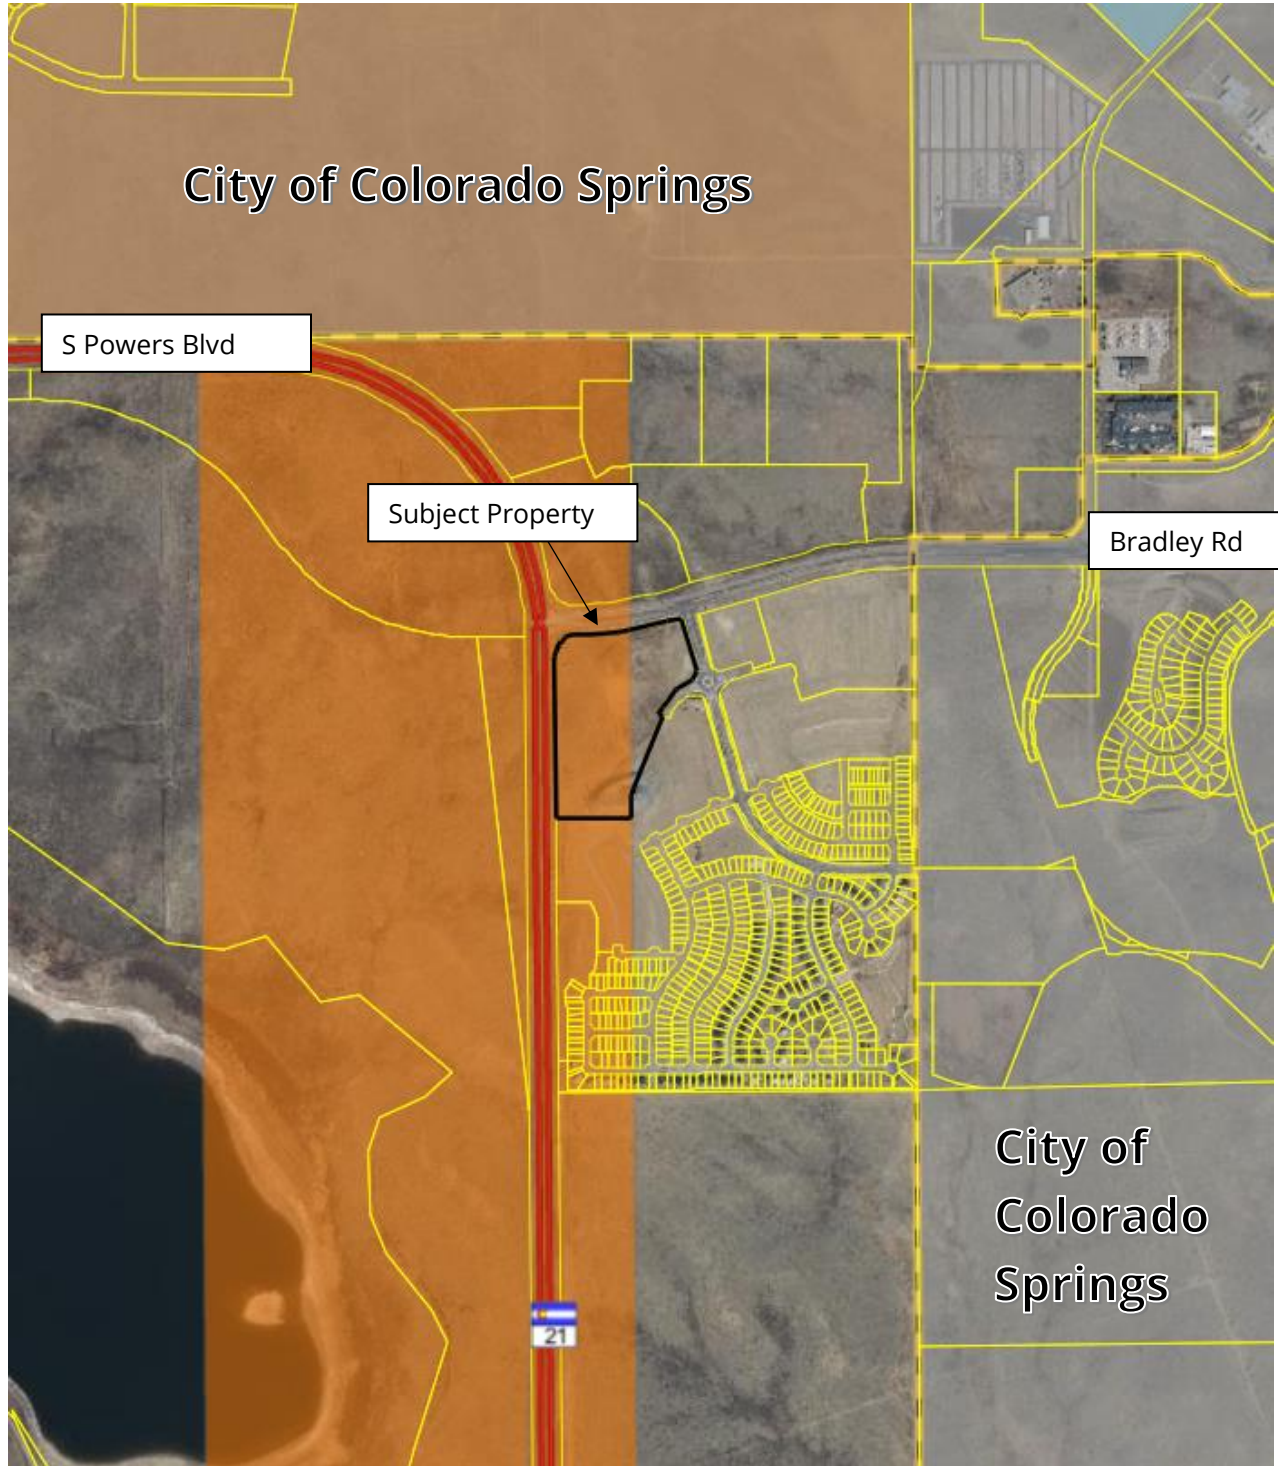 City of Colorado Springs
S Powers Blvd
Subject Property
Bradley Rd
City of
Colorado
Springs
21